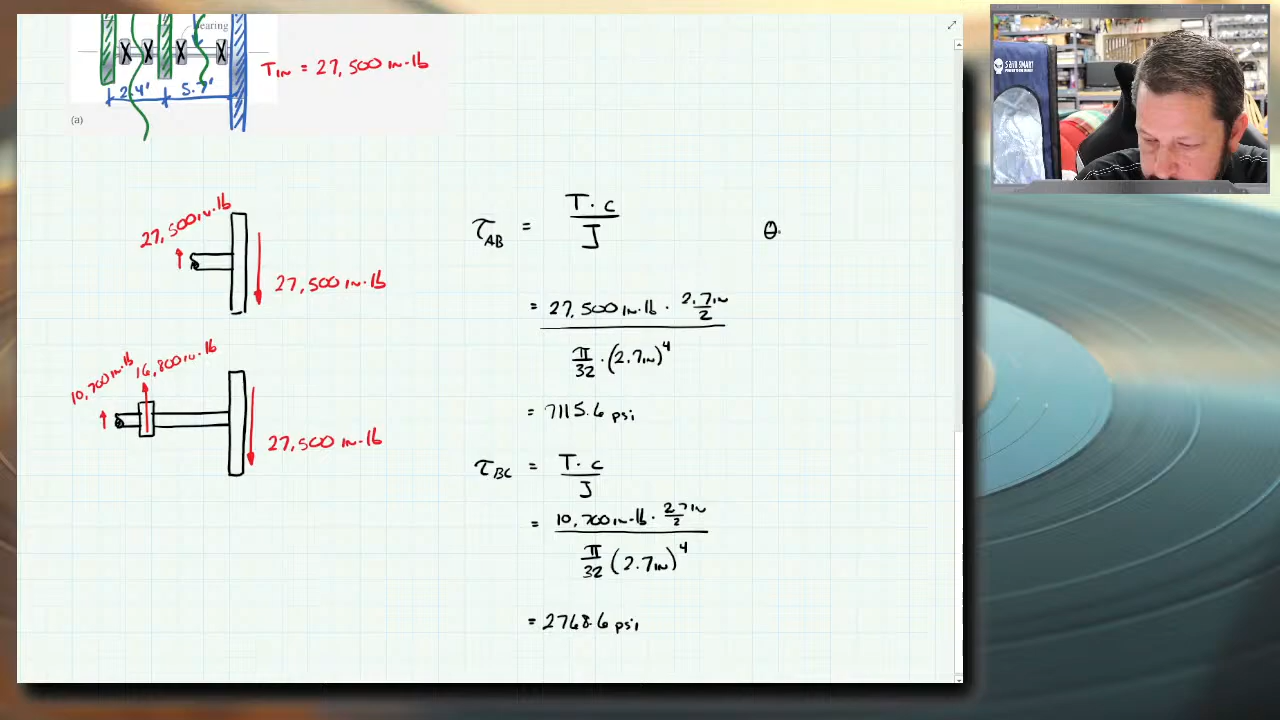 bearing
T_IN = 27,500 in·lb
2.4' 5.7'
(a)
27,500 in·lb
27,500 in·lb
10,700 in·lb 16,800 in·lb
27,500 in·lb
τ_AB = T·c / J
= 27,500 in·lb · 2.7in/2
π/32 · (2.7in)^4
= 7115.6 psi
τ_BC = T·c / J
= 10,700 in·lb · 2.7in/2
π/32 (2.7in)^4
= 2768.6 psi
θ
SAIN SMART